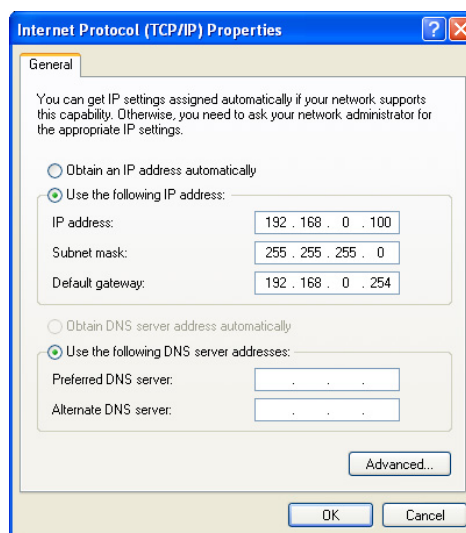 Internet Protocol (TCP/IP) Properties
General
You can get IP settings assigned automatically if your network supports
this capability. Otherwise, you need to ask your network administrator for
the appropriate IP settings.
Obtain an IP address automatically
Use the following IP address:
IP address: 192 . 168 . 0 . 100
Subnet mask: 255 . 255 . 255 . 0
Default gateway: 192 . 168 . 0 . 254
Obtain DNS server address automatically
Use the following DNS server addresses:
Preferred DNS server: . . .
Alternate DNS server: . . .
Advanced...
OK Cancel